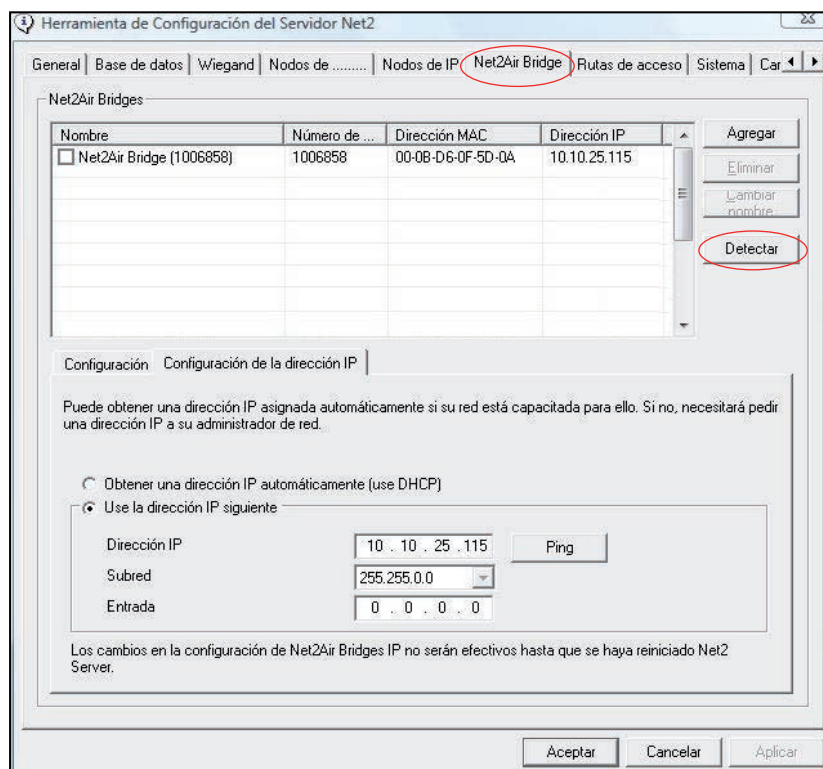 Herramienta de Configuración del Servidor Net2
General Base de datos Wiegand Nodos de ......... Nodos de IP Net2Air Bridge Rutas de acceso Sistema Car
Net2Air Bridges
Nombre Número de ... Dirección MAC Dirección IP
Net2Air Bridge (1006858) 1006858 00-0B-D6-0F-5D-0A 10.10.25.115
Agregar
Eliminar
Cambiar nombre
Detectar
Configuración Configuración de la dirección IP
Puede obtener una dirección IP asignada automáticamente si su red está capacitada para ello. Si no, necesitará pedir
una dirección IP a su administrador de red.
Obtener una dirección IP automáticamente (use DHCP)
Use la dirección IP siguiente
Dirección IP 10 . 10 . 25 .115 Ping
Subred 255.255.0.0
Entrada 0 . 0 . 0 . 0
Los cambios en la configuración de Net2Air Bridges IP no serán efectivos hasta que se haya reiniciado Net2
Server.
Aceptar Cancelar Aplicar